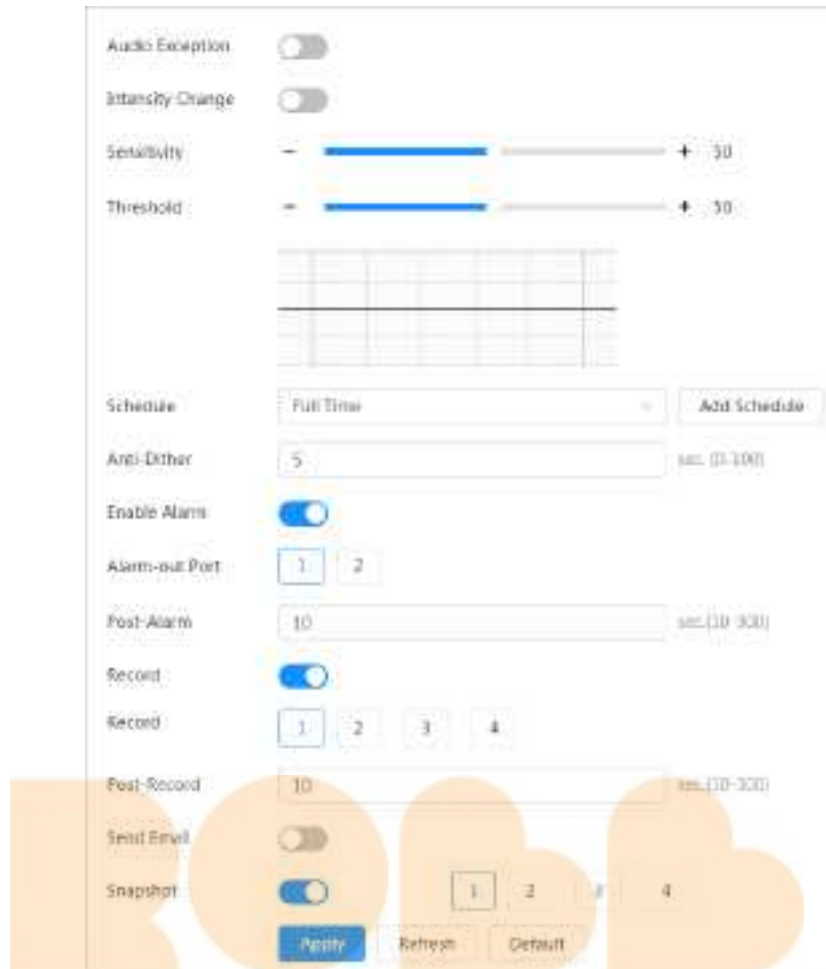 Audio Exception
Intensity Change
Sensitivity - + 50
Threshold - + 50
Schedule Full Time Add Schedule
Anti-Dither 5 sec. (0-100)
Enable Alarm
Alarm-out Port 1 2
Post-Alarm 10 sec.(10-300)
Record
Record 1 2 3 4
Post-Record 10 sec.(10-300)
Send Email
Snapshot 1 2 3 4
Apply Refresh Default